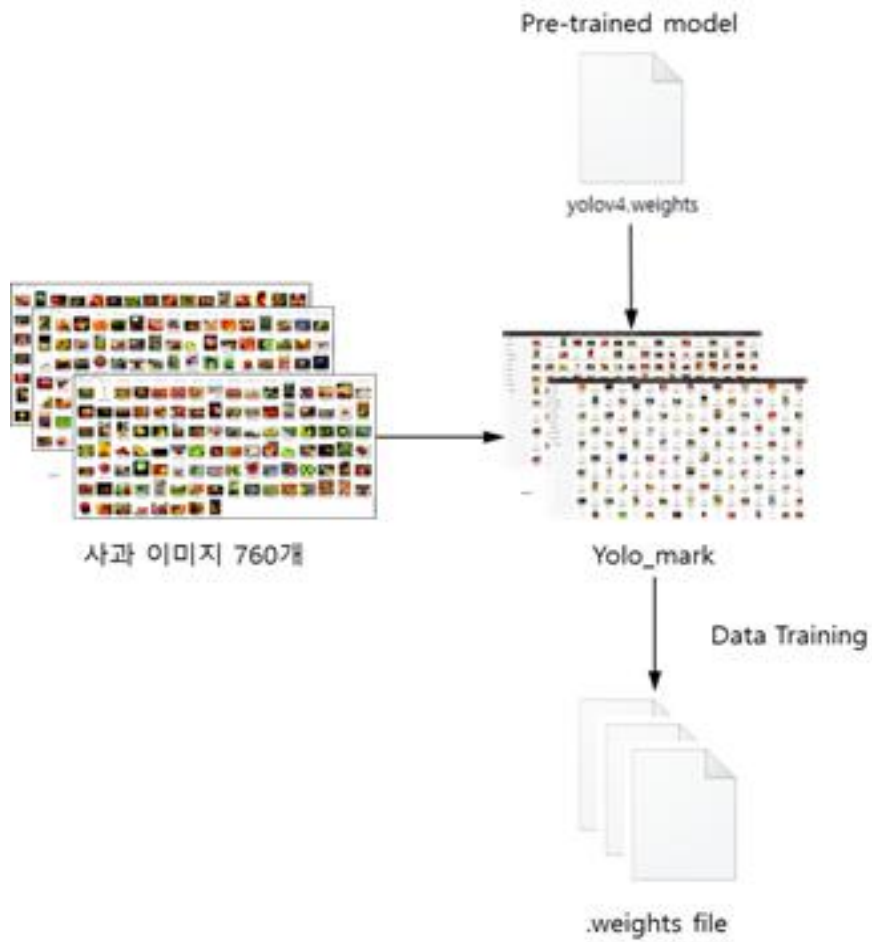 Pre-trained model
yolov4.weights
사과 이미지 760개
Yolo_mark
Data Training
.weights file